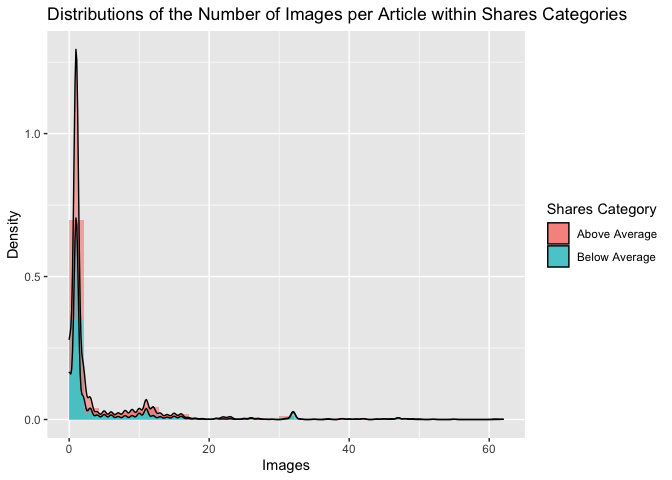 Distributions of the Number of Images per Article within Shares Categories
1.0
0.5
0.0
Density
0
20
40
60
Images
Shares Category
Above Average
Below Average